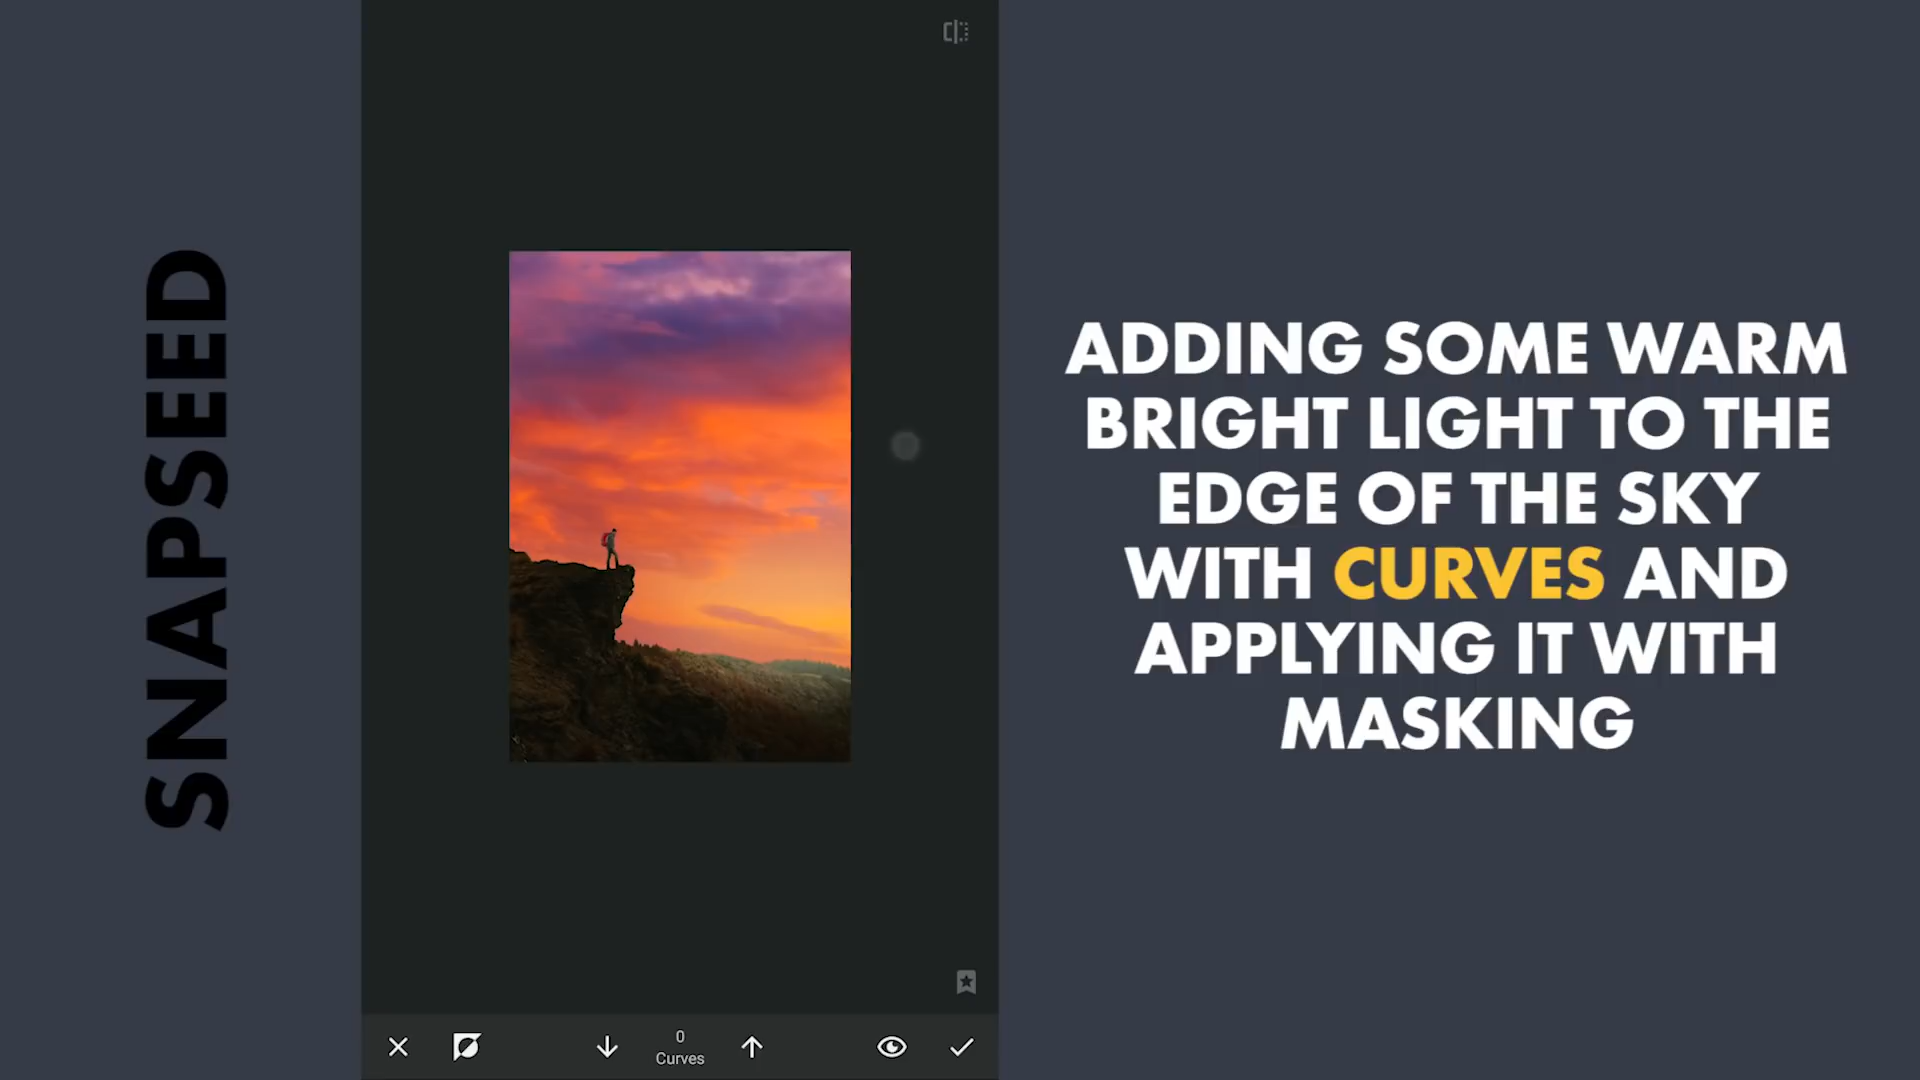 SNAPSEED
ADDING SOME WARM
BRIGHT LIGHT TO THE
EDGE OF THE SKY
WITH CURVES AND
APPLYING IT WITH
MASKING
0
Curves